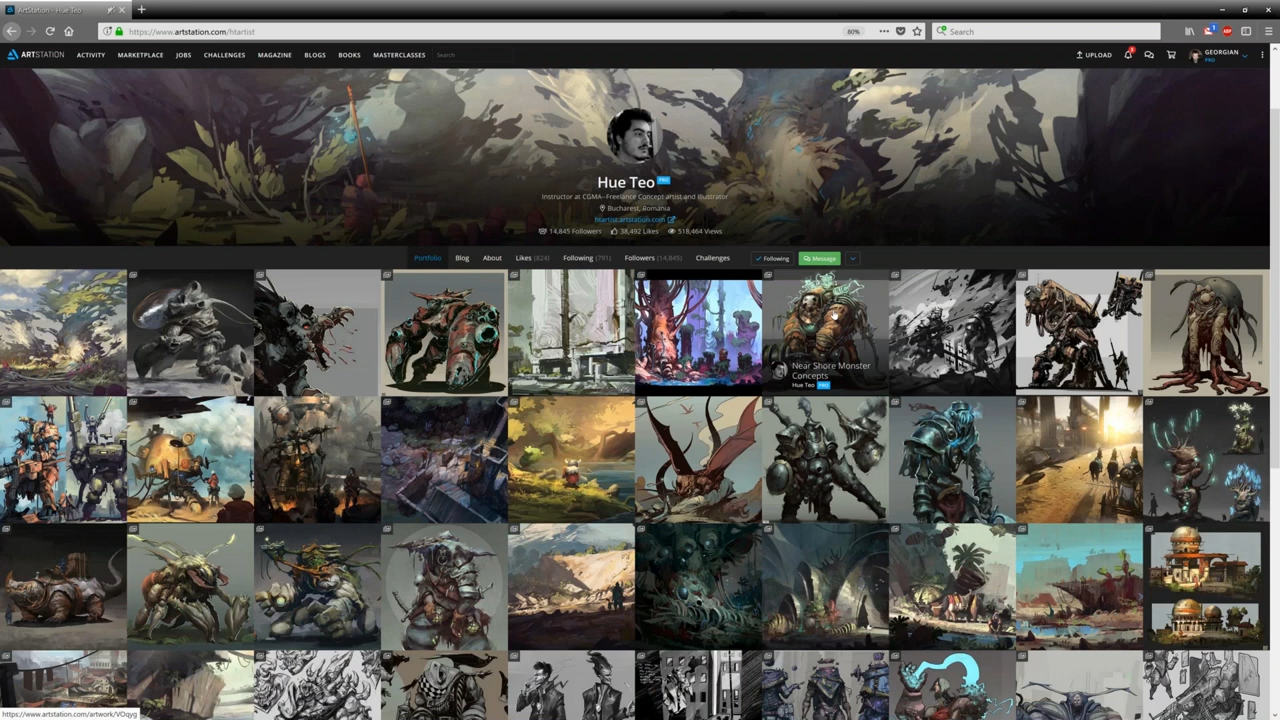 ArtStation - Hue Teo
https://www.artstation.com/htartist
80%
Search
ARTSTATION
ACTIVITY
MARKETPLACE
JOBS
CHALLENGES
MAGAZINE
BLOGS
BOOKS
MASTERCLASSES
Search
UPLOAD
GEORGIAN
PRO
Hue Teo PRO
Instructor at CGMA- Freelance Concept artist and Illustrator
Bucharest, Romania
htartist.artstation.com
14,845 Followers 38,492 Likes 518,464 Views
Portfolio Blog About Likes (824) Following (791) Followers (14,845) Challenges Following Message
Near Shore Monster
Concepts
Hue Teo PRO
https://www.artstation.com/artwork/VOqyg